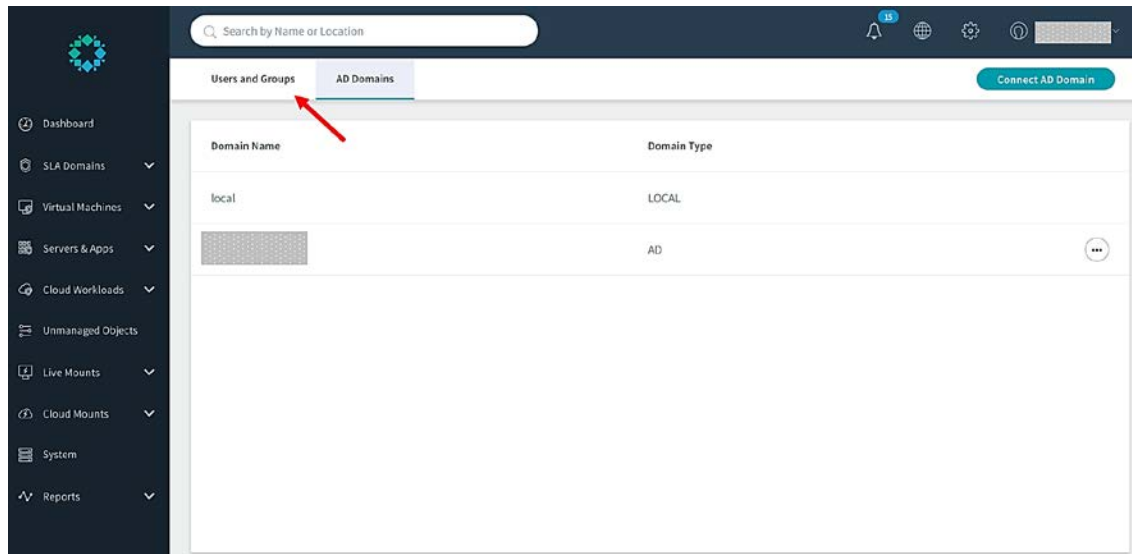 Search by Name or Location
15
Users and Groups
AD Domains
Connect AD Domain
Dashboard
SLA Domains
Virtual Machines
Servers & Apps
Cloud Workloads
Unmanaged Objects
Live Mounts
Cloud Mounts
System
Reports
Domain Name
Domain Type
local
LOCAL
AD